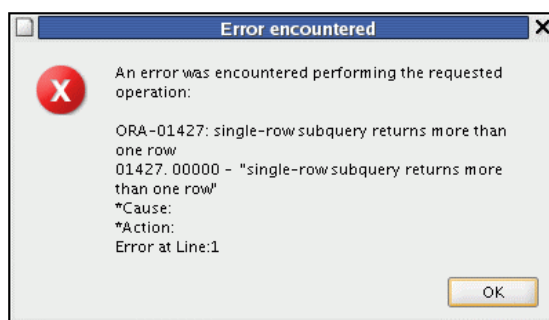 Error encountered
An error was encountered performing the requested
operation:
ORA-01427: single-row subquery returns more than
one row
01427. 00000 - "single-row subquery returns more
than one row"
*Cause:
*Action:
Error at Line:1
OK